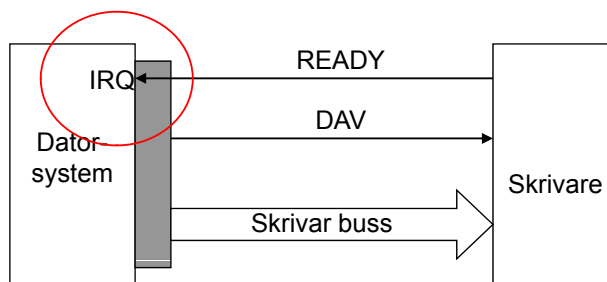 READY
IRQ
DAV
Dator-
system
Skrivare
Skrivar buss